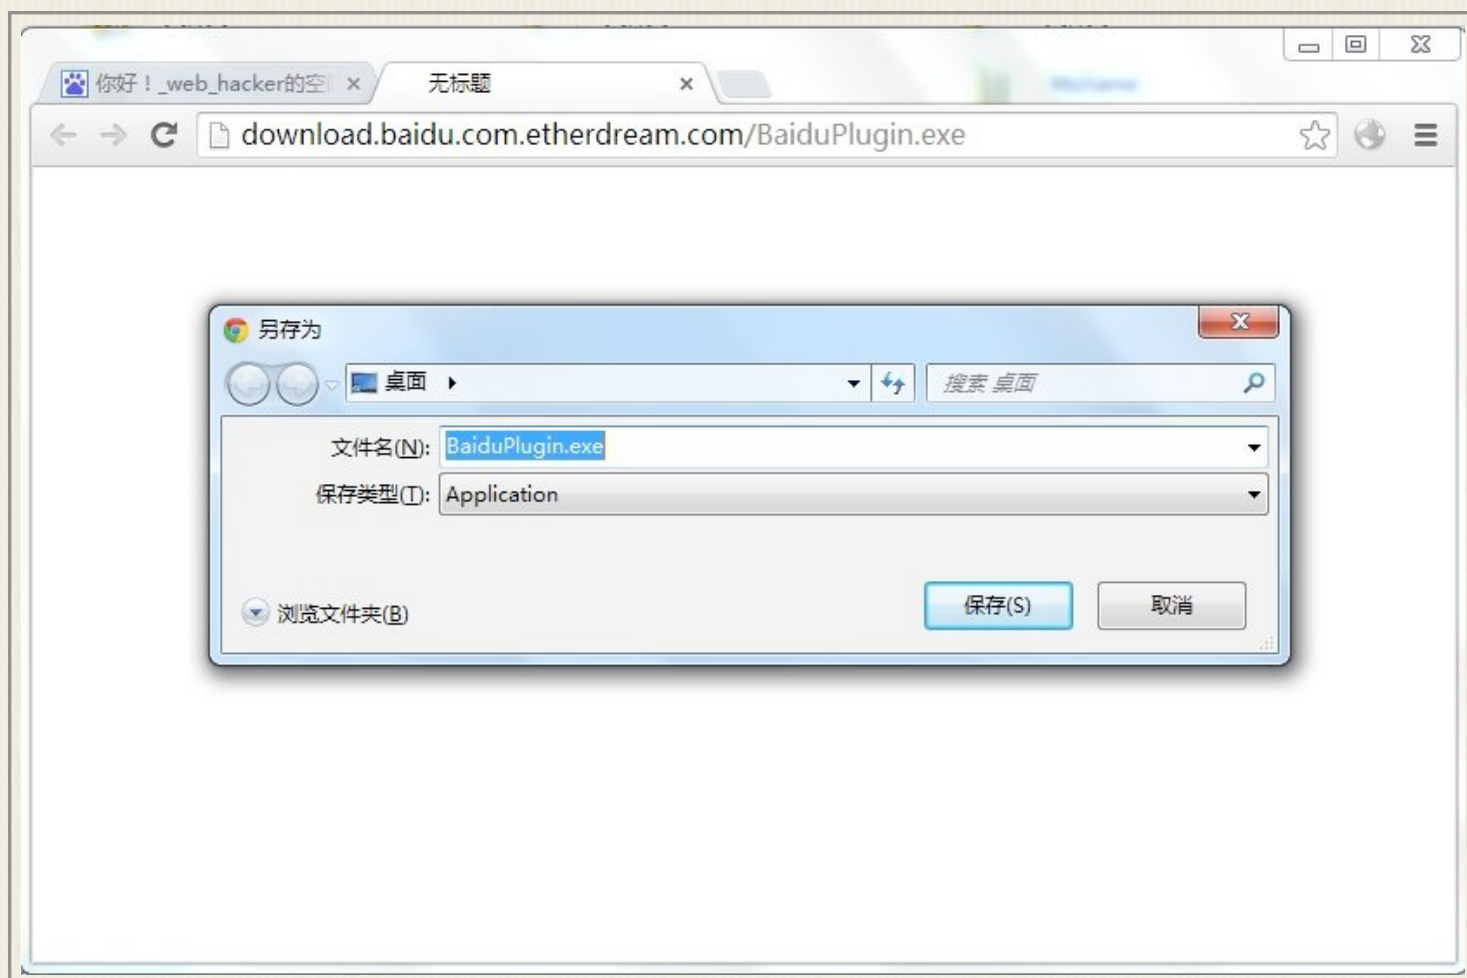 你好！_web_hacker的空
无标题
download.baidu.com.etherdream.com/BaiduPlugin.exe
另存为
桌面
搜索 桌面
文件名(N): BaiduPlugin.exe
保存类型(T): Application
浏览文件夹(B)
保存(S)
取消